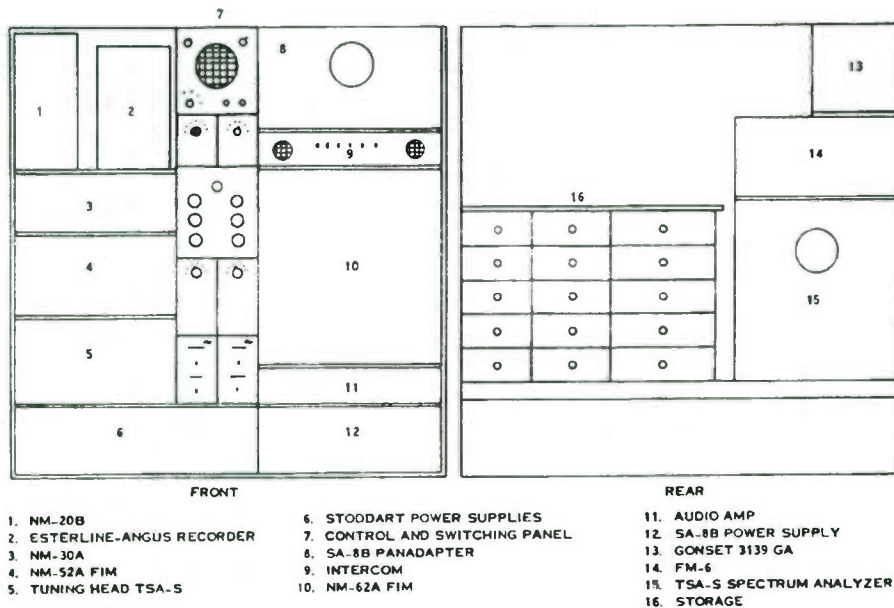 7
1
2
8
13
9
14
3
16
4
10
15
5
11
6
12
FRONT
REAR
1. NM-20B
2. ESTERLINE-ANGUS RECORDER
3. NM-30A
4. NM-52A FIM
5. TUNING HEAD TSA-S
6. STODDART POWER SUPPLIES
7. CONTROL AND SWITCHING PANEL
8. SA-8B PANADAPTER
9. INTERCOM
10. NM-62A FIM
11. AUDIO AMP
12. SA-8B POWER SUPPLY
13. GONSET 3139 GA
14. FM-6
15. TSA-S SPECTRUM ANALYZER
16. STORAGE